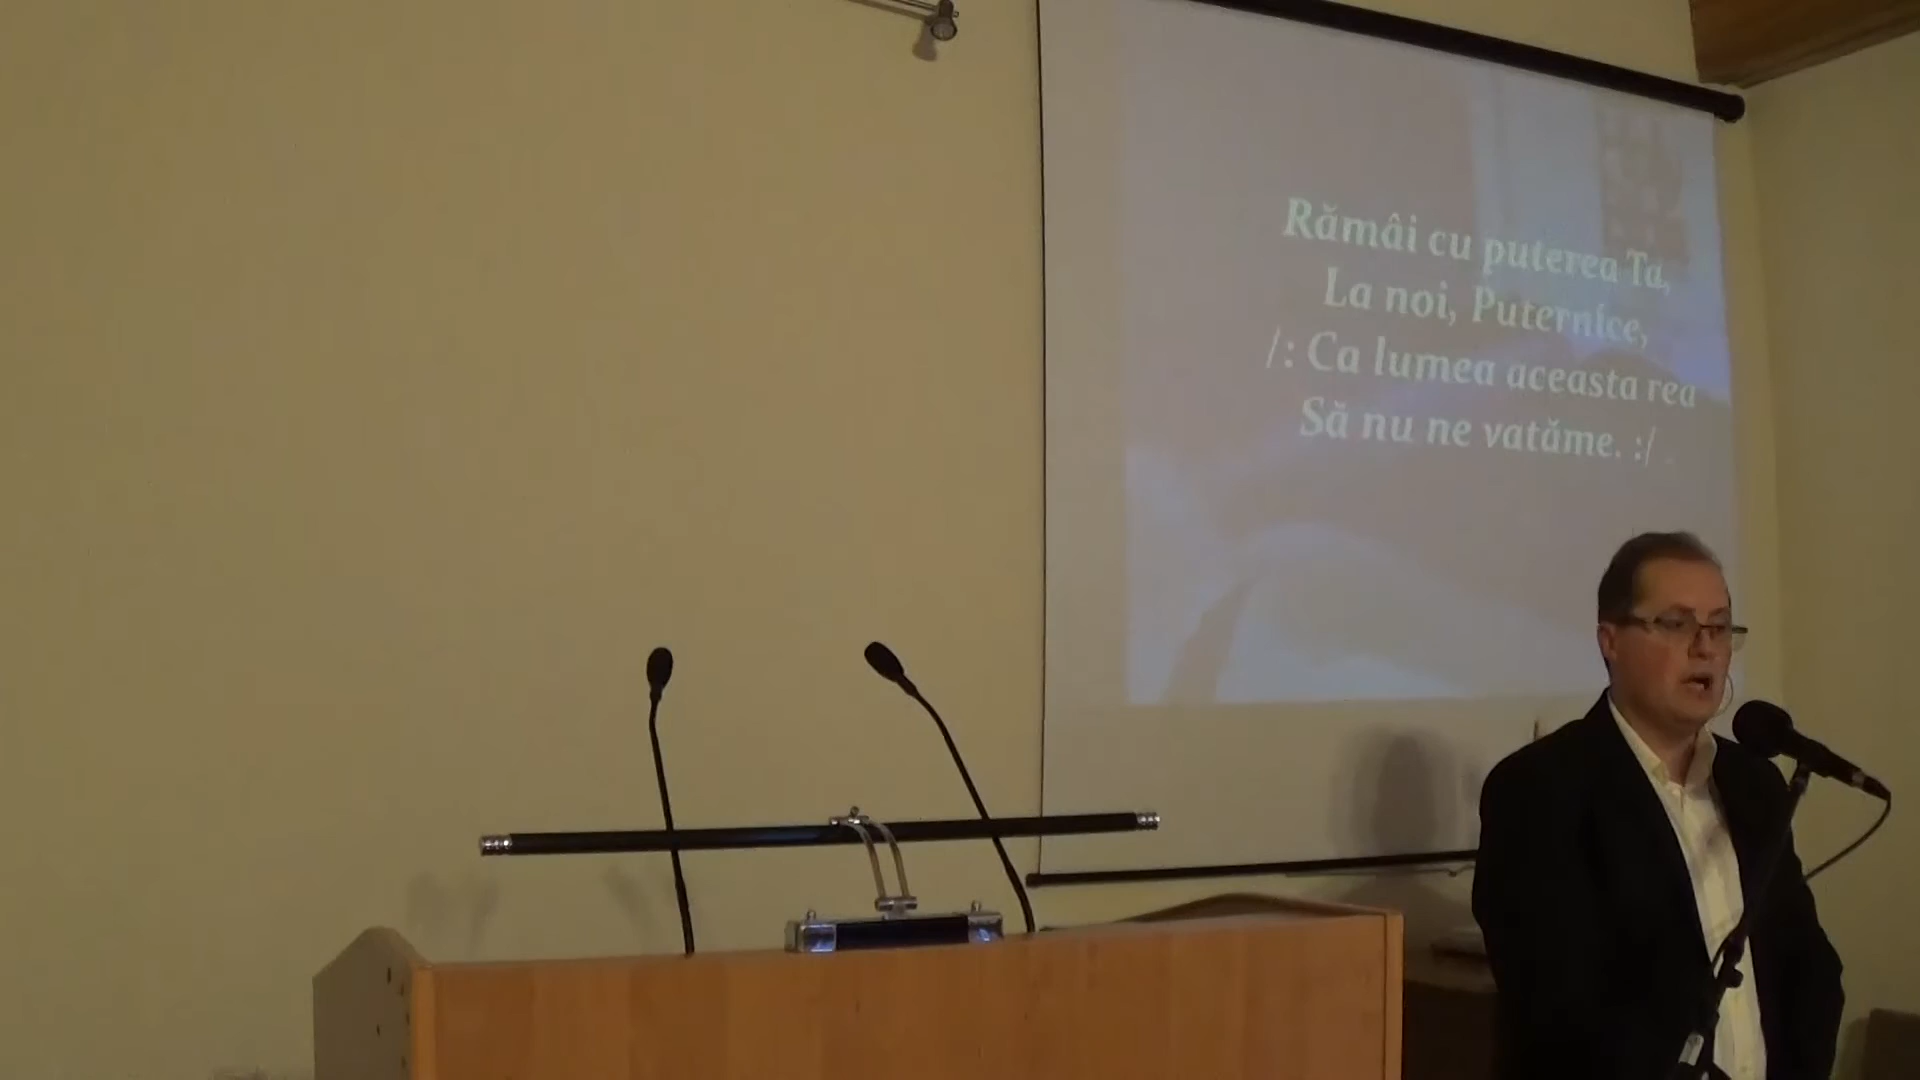 Rămâi cu puterea Ta,
La noi, Puternice,
/: Ca lumea aceasta rea
Să nu ne vatăme. :/